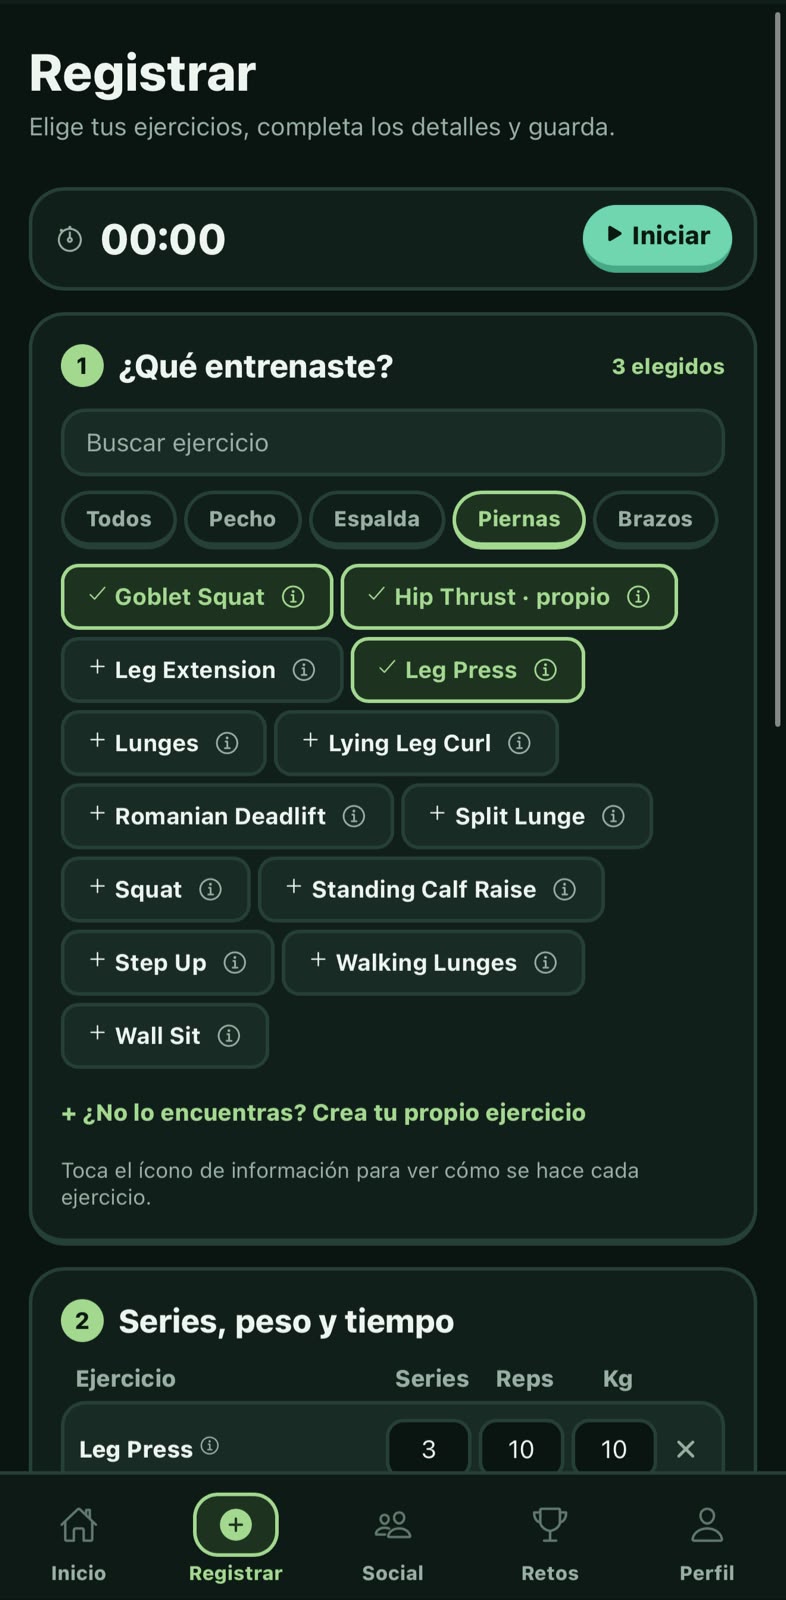 Registrar
Elige tus ejercicios, completa los detalles y guarda.
00:00
Iniciar
1 ¿Qué entrenaste? 3 elegidos
Buscar ejercicio
Todos Pecho Espalda Piernas Brazos
Goblet Squat Hip Thrust · propio
+ Leg Extension Leg Press
+ Lunges + Lying Leg Curl
+ Romanian Deadlift + Split Lunge
+ Squat + Standing Calf Raise
+ Step Up + Walking Lunges
+ Wall Sit
+ ¿No lo encuentras? Crea tu propio ejercicio
Toca el ícono de información para ver cómo se hace cada
ejercicio.
2 Series, peso y tiempo
Ejercicio Series Reps Kg
Leg Press 3 10 10
Inicio Registrar Social Retos Perfil